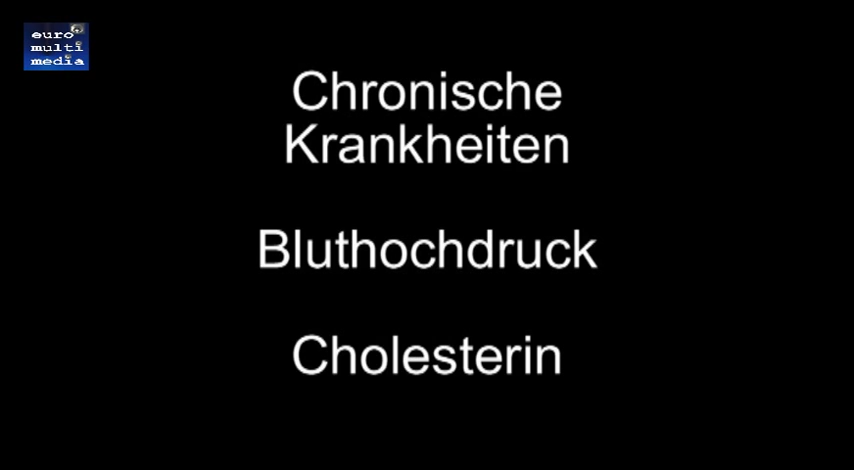 euro
multi
media
Chronische
Krankheiten
Bluthochdruck
Cholesterin